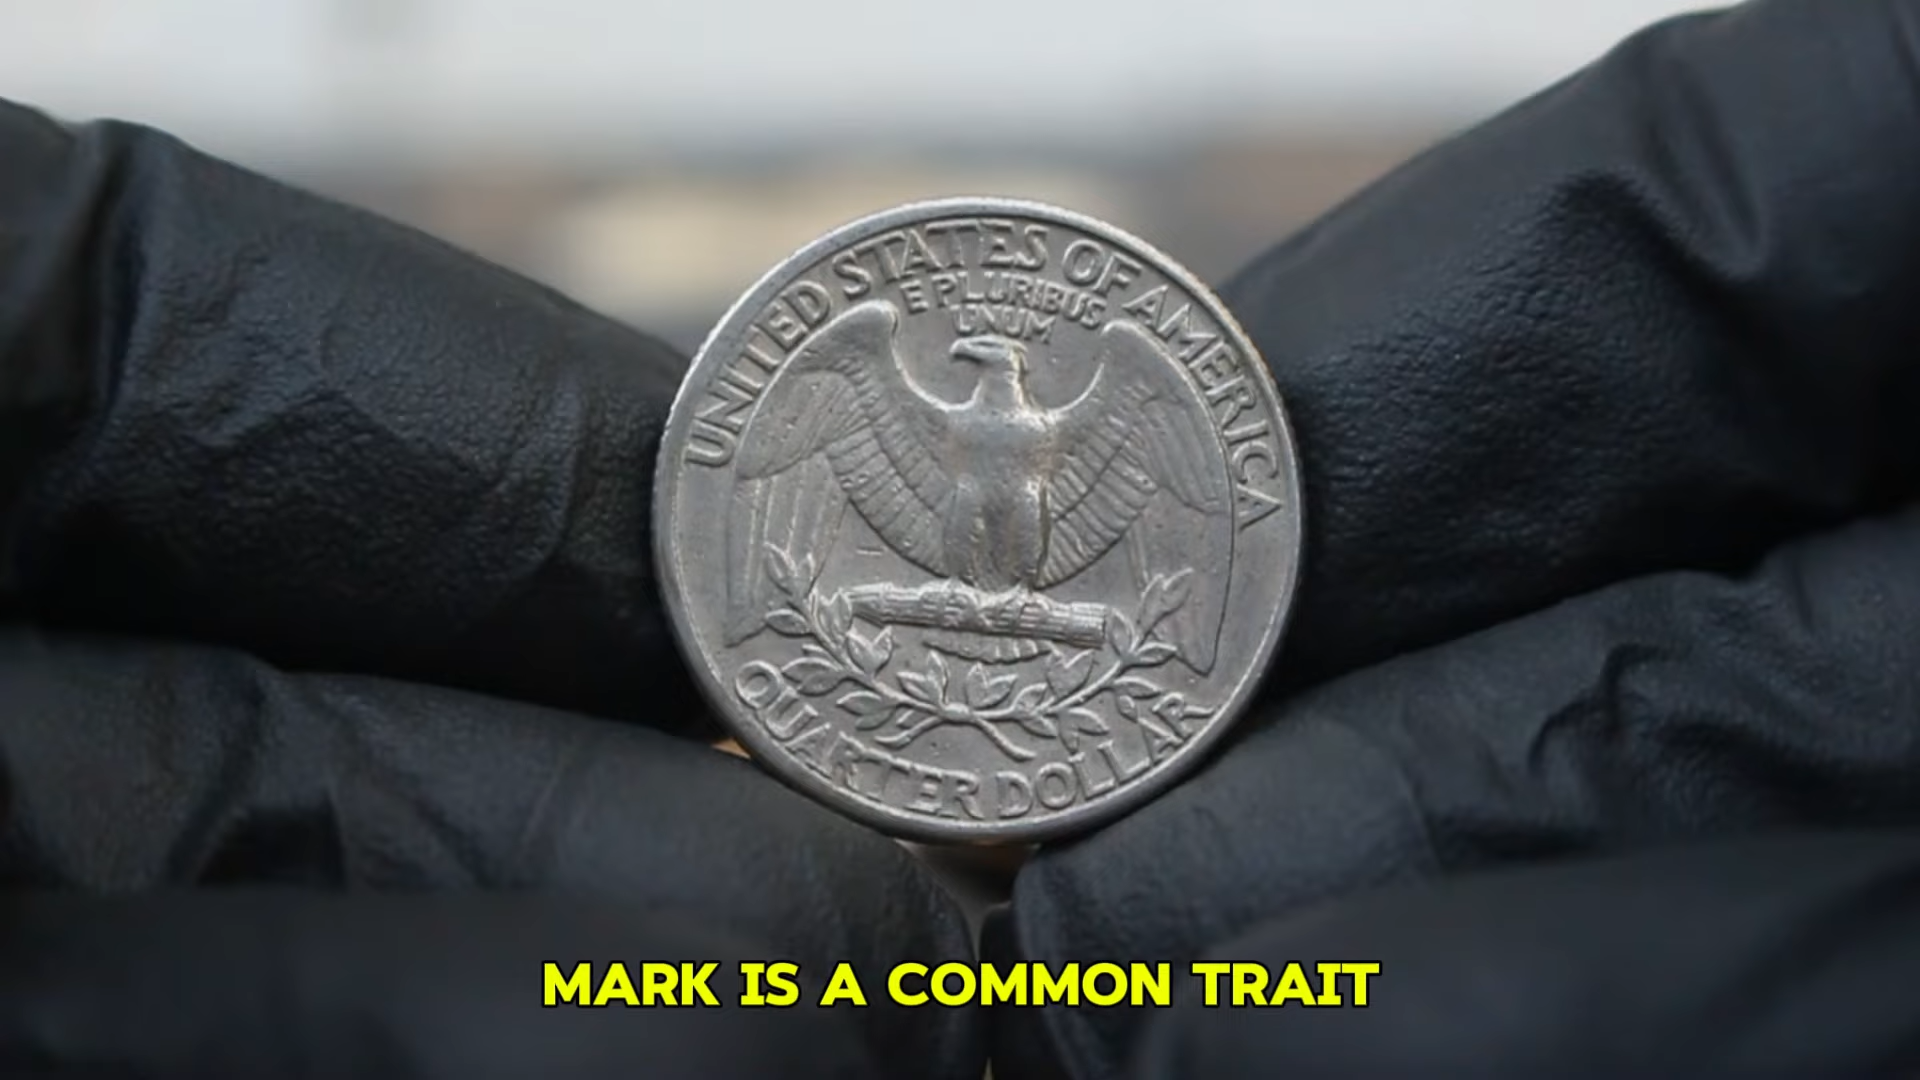 UNITED STATES OF AMERICA
E PLURIBUS
UNUM
QUARTER DOLLAR
MARK IS A COMMON TRAIT